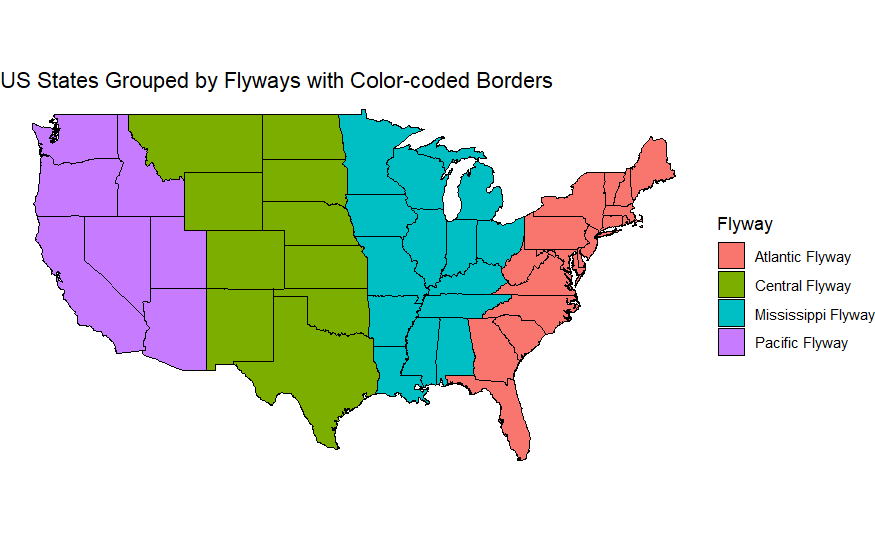 US States Grouped by Flyways with Color-coded Borders
Flyway
Atlantic Flyway
Central Flyway
Mississippi Flyway
Pacific Flyway